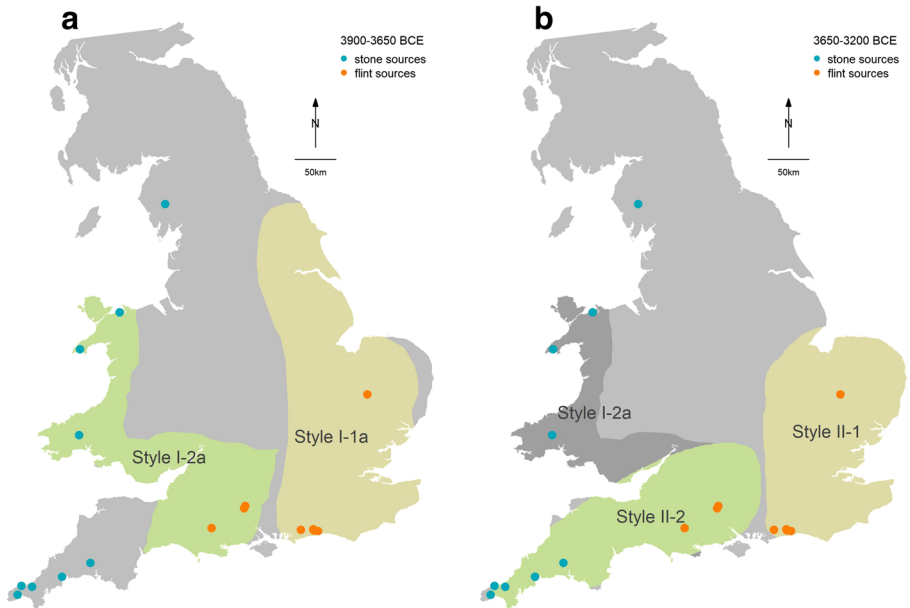 a
3900-3650 BCE
stone sources
flint sources
N
50km
Style I-1a
Style I-2a
b
3650-3200 BCE
stone sources
flint sources
N
50km
Style I-2a
Style II-1
Style II-2